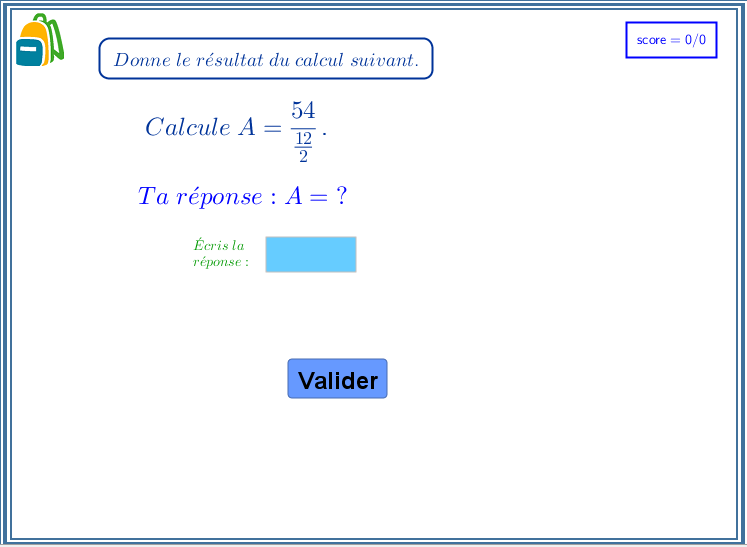 score = 0/0
Donne le résultat du calcul suivant.
Calcule A = \frac{54}{\frac{12}{2}} .
Ta réponse : A = ?
Écris la
réponse :
Valider